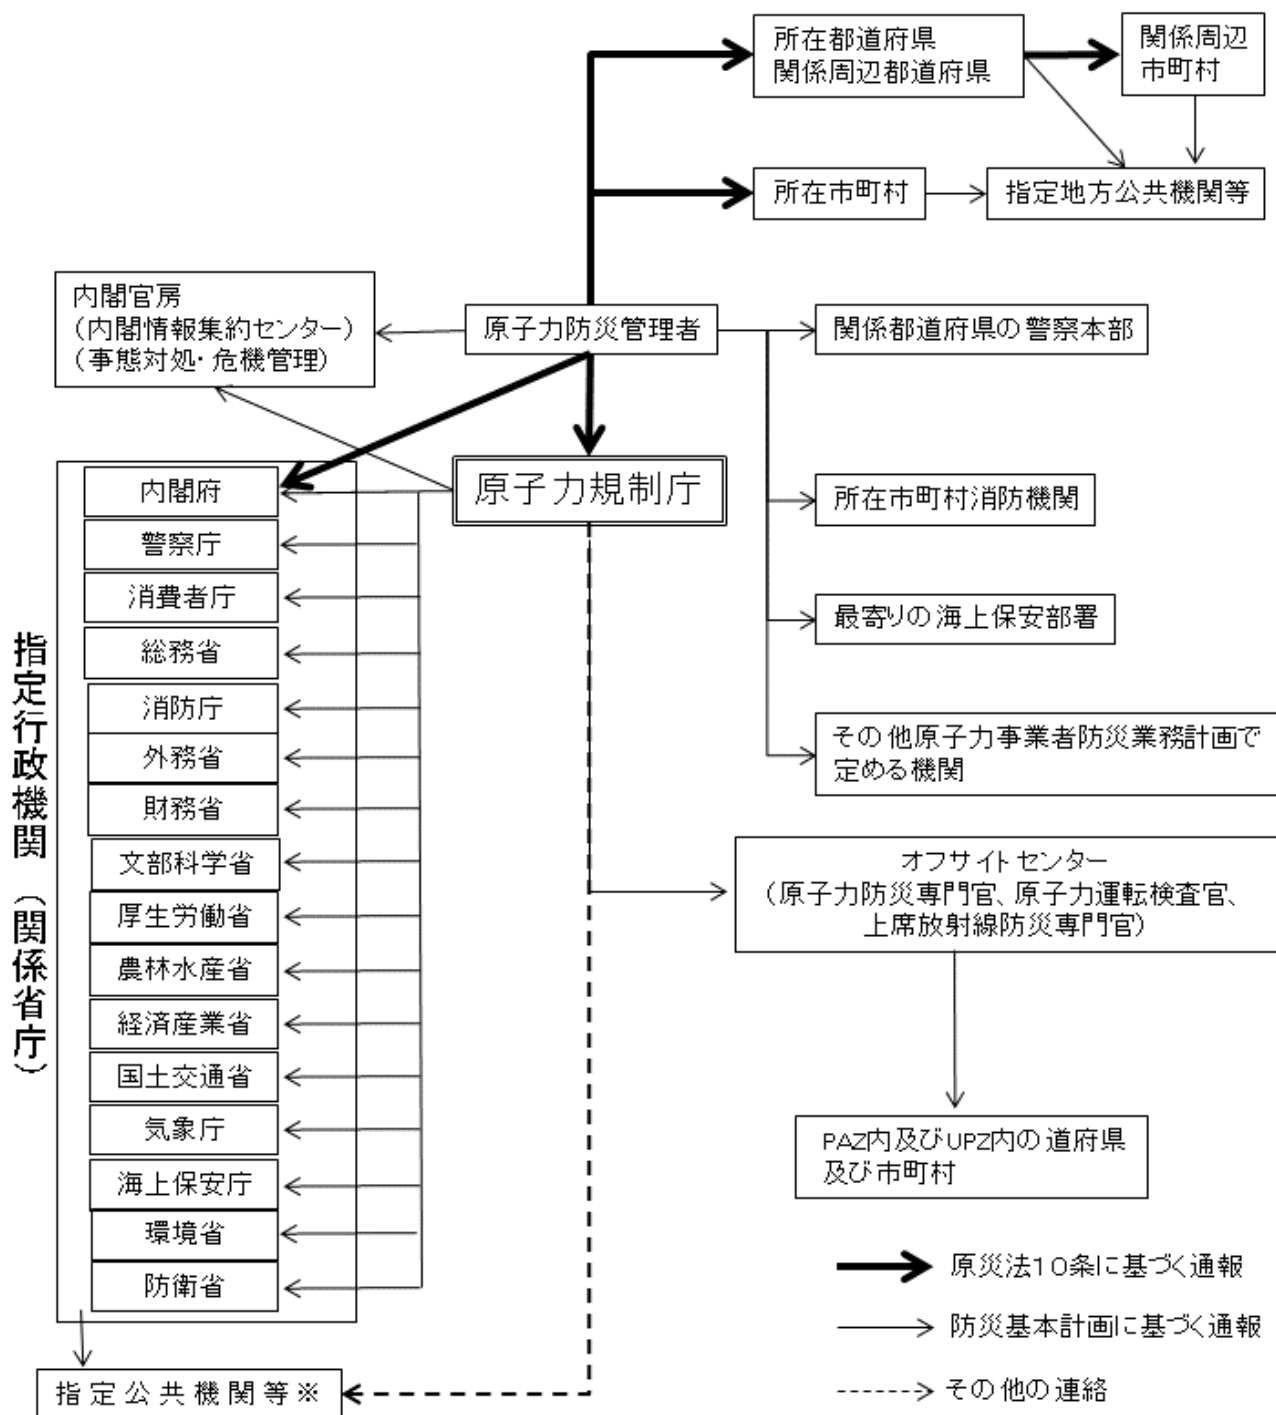 所在都道府県
関係周辺都道府県
関係周辺
市町村
所在市町村
指定地方公共機関等
内閣官房
（内閣情報集約センター）
（事態対処・危機管理）
原子力防災管理者
関係都道府県の警察本部
内閣府
原子力規制庁
所在市町村消防機関
警察庁
消費者庁
最寄りの海上保安部署
総務省
消防庁
外務省
その他原子力事業者防災業務計画で
定める機関
財務省
文部科学省
オフサイトセンター
（原子力防災専門官、原子力運転検査官、
上席放射線防災専門官）
厚生労働省
農林水産省
経済産業省
国土交通省
気象庁
PAZ内及びUPZ内の道府県
及び市町村
海上保安庁
環境省
防衛省
指定行政機関（関係省庁）
指定公共機関等※
原災法10条に基づく通報
防災基本計画に基づく通報
その他の連絡